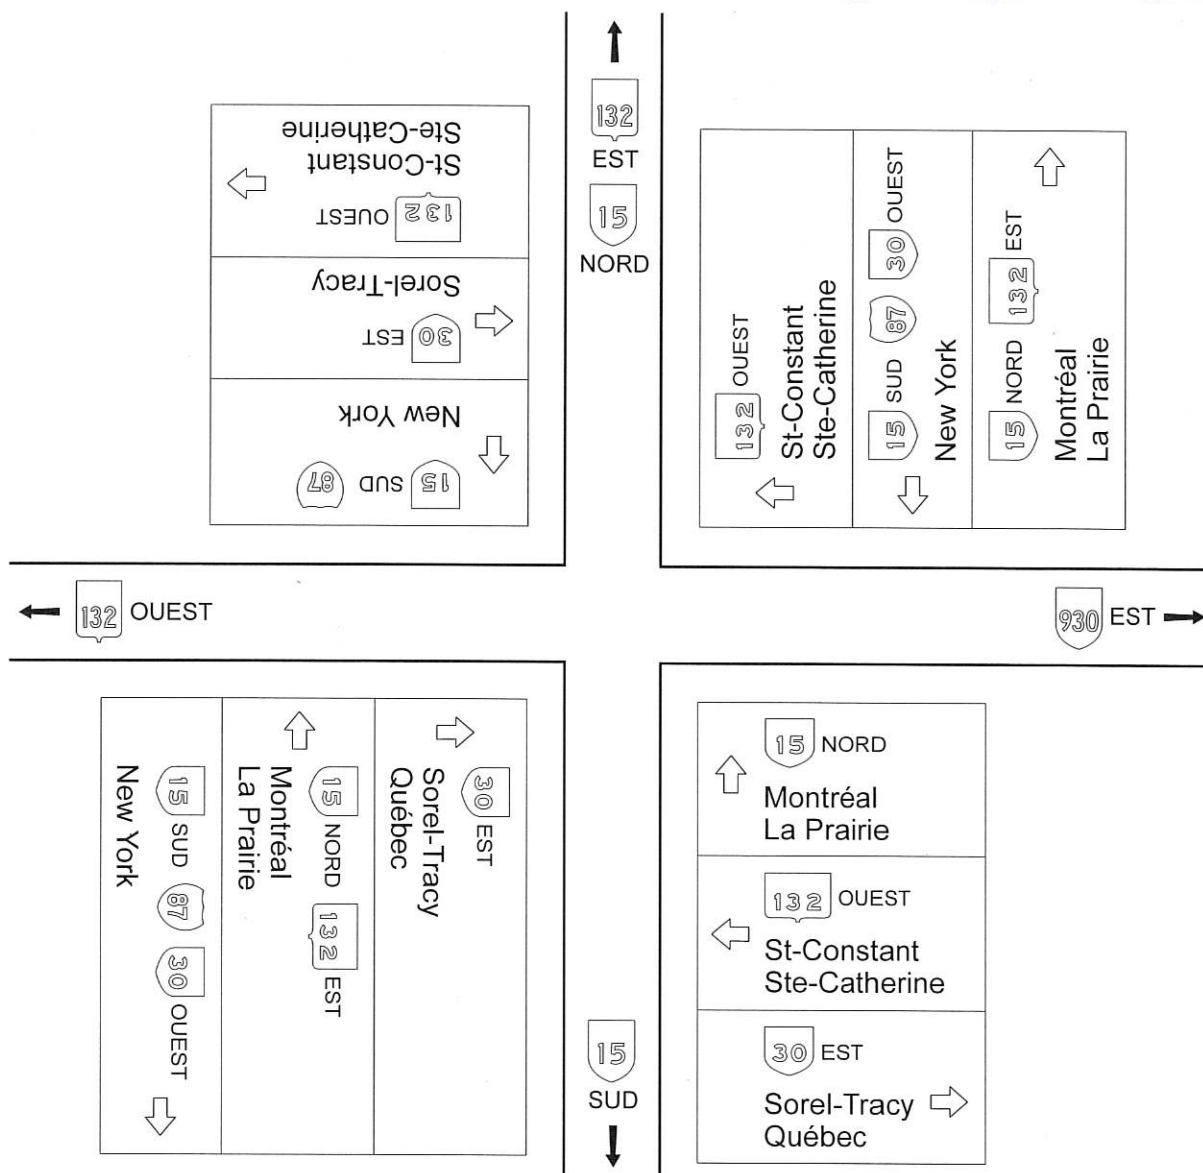 132
EST
15
NORD
New York
15 SUD 87
Sorel-Tracy
30 EST
St-Constant
Ste-Catherine
132 OUEST
132 OUEST
St-Constant
Ste-Catherine
15 SUD 87 30 OUEST
New York
15 NORD 132 EST
Montréal
La Prairie
132 OUEST
930 EST
30 EST
Sorel-Tracy
Québec
15 NORD 132 EST
Montréal
La Prairie
15 SUD 87 30 OUEST
New York
15
SUD
15 NORD
Montréal
La Prairie
132 OUEST
St-Constant
Ste-Catherine
30 EST
Sorel-Tracy
Québec